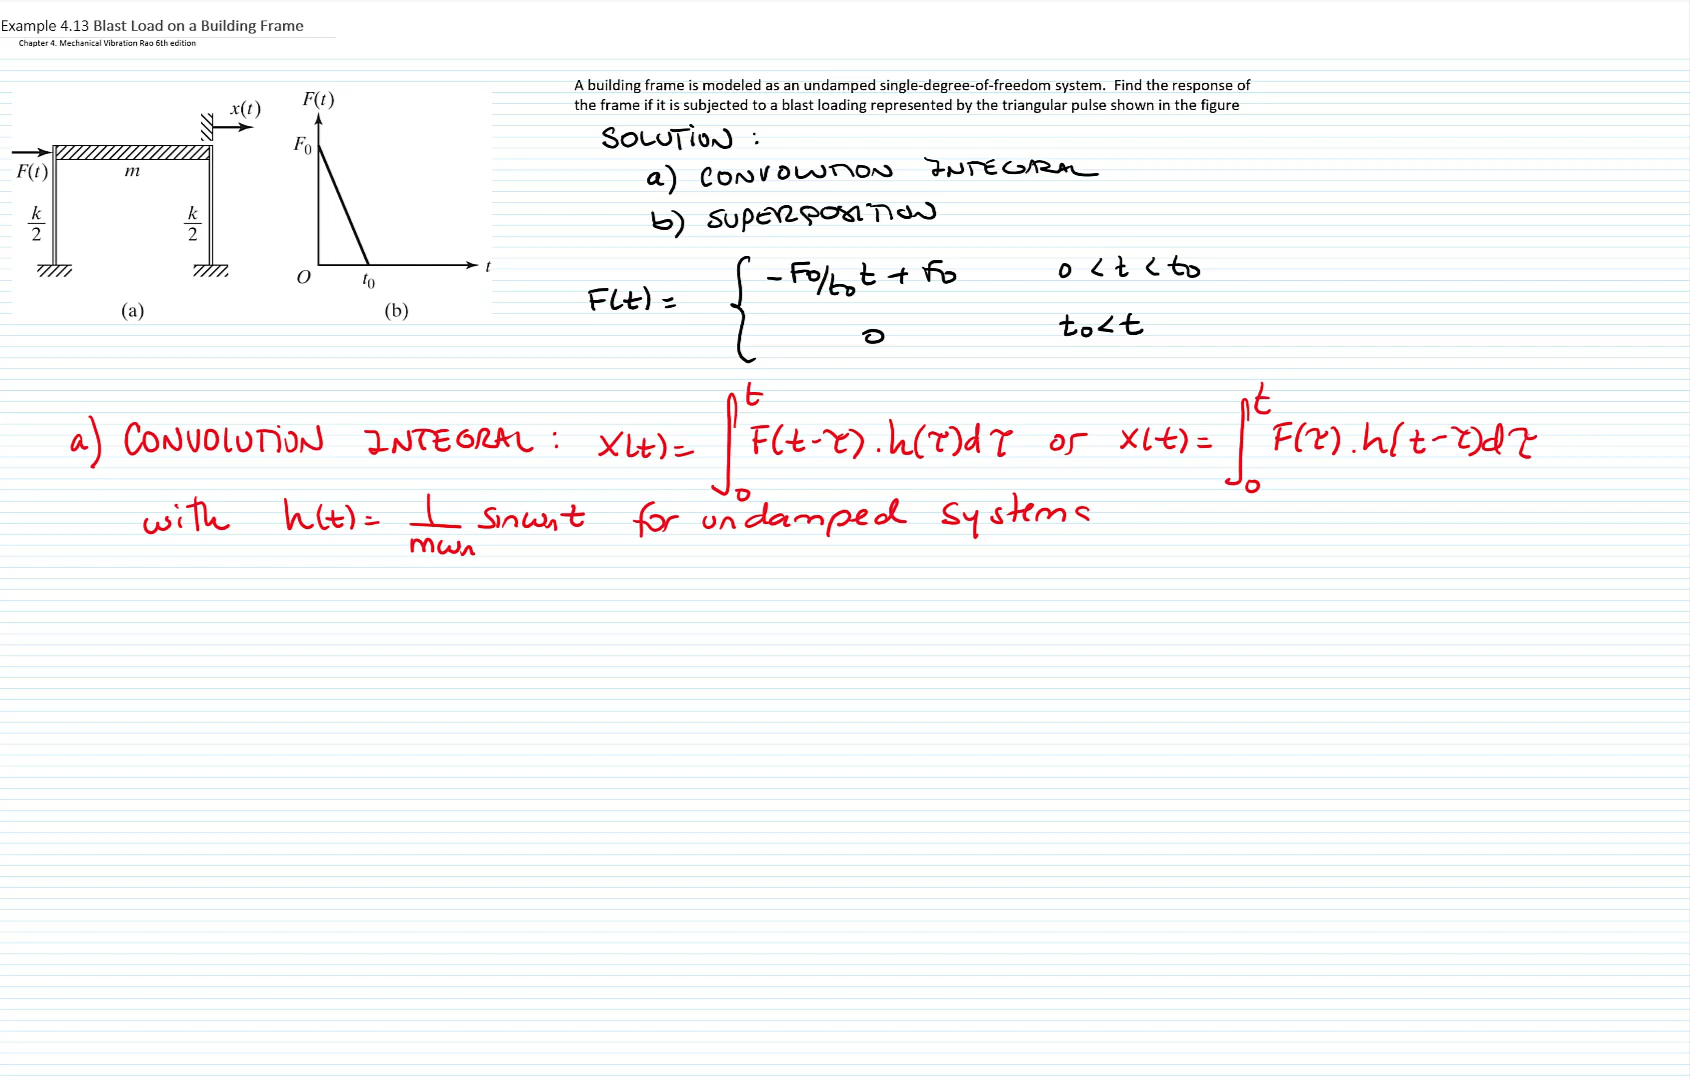 Example 4.13 Blast Load on a Building Frame
Chapter 4. Mechanical Vibration Rao 6th edition
A building frame is modeled as an undamped single-degree-of-freedom system. Find the response of
the frame if it is subjected to a blast loading represented by the triangular pulse shown in the figure
x(t)
F(t)
F0
F(t)
m
k/2
k/2
O
t0
t
(a)
(b)
SOLUTION :
a) CONVOLUTION INTEGRAL
b) SUPERPOSITION
F(t) = { -F0/t0 t + F0 0 < t < t0
0 t0 < t
a) CONVOLUTION INTEGRAL : x(t) = ∫₀ᵗ F(t-τ).h(τ)dτ or x(t) = ∫₀ᵗ F(τ).h(t-τ)dτ
with h(t) = 1/mωn sinωnt for undamped systems